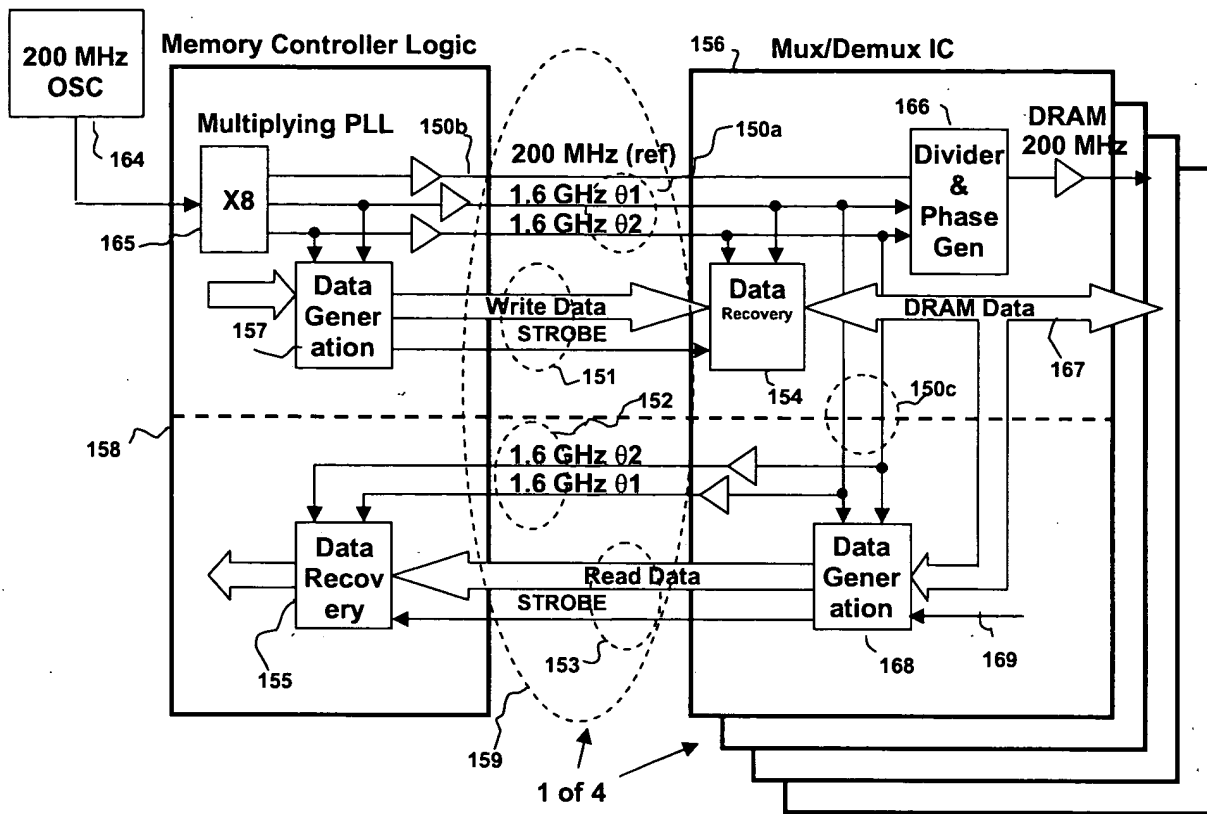 200 MHz
OSC
164
Memory Controller Logic
Multiplying PLL
X8
165
150b
200 MHz (ref)
1.6 GHz θ1
1.6 GHz θ2
150a
156
Mux/Demux IC
166
Divider
&
Phase
Gen
DRAM
200 MHz
Data
Gener
ation
157
Write Data
STROBE
151
Data
Recovery
154
DRAM Data
167
150c
158
152
1.6 GHz θ2
1.6 GHz θ1
Data
Recov
ery
155
Read Data
STROBE
153
Data
Gener
ation
168
169
159
1 of 4